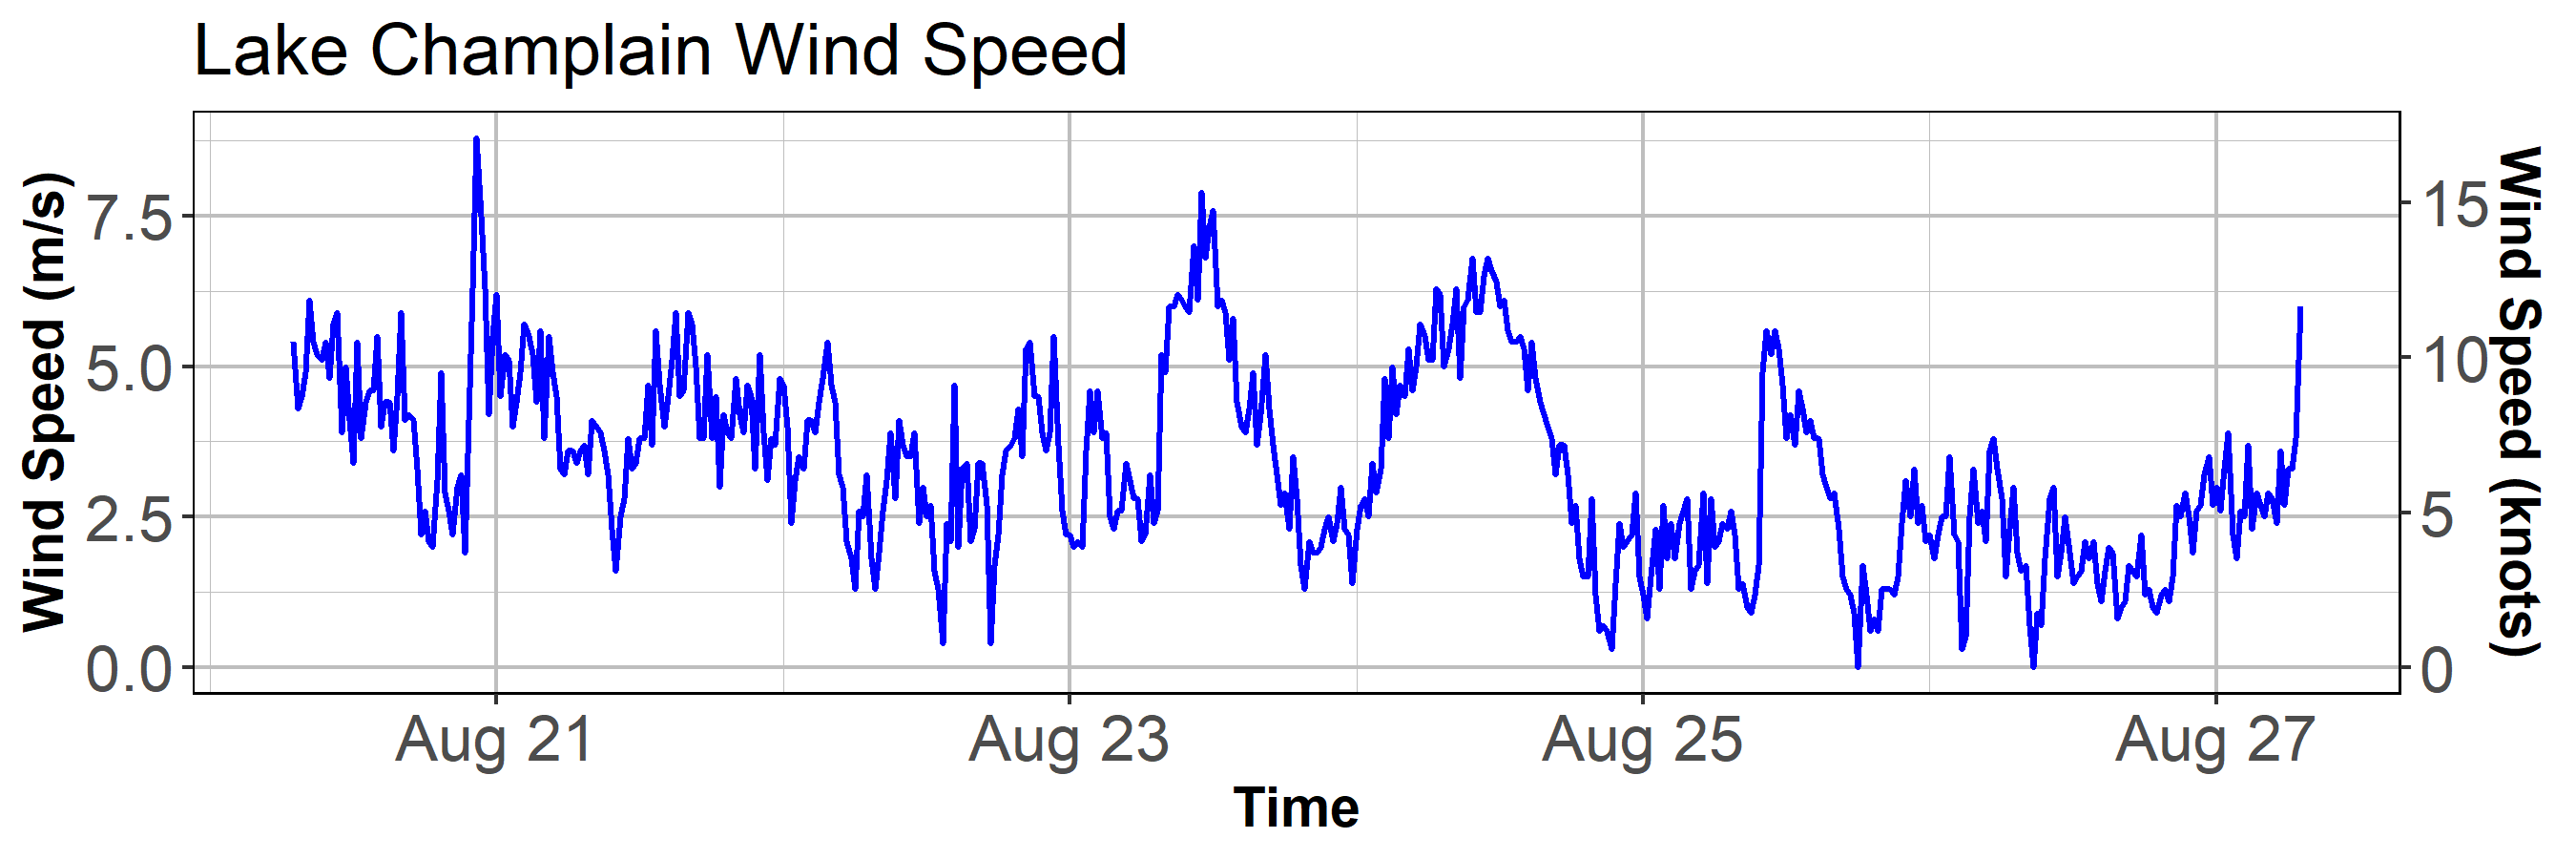 Lake Champlain Wind Speed
Wind Speed (m/s)
7.5
5.0
2.5
0.0
15
10
5
0
Wind Speed (knots)
Aug 21
Aug 23
Aug 25
Aug 27
Time